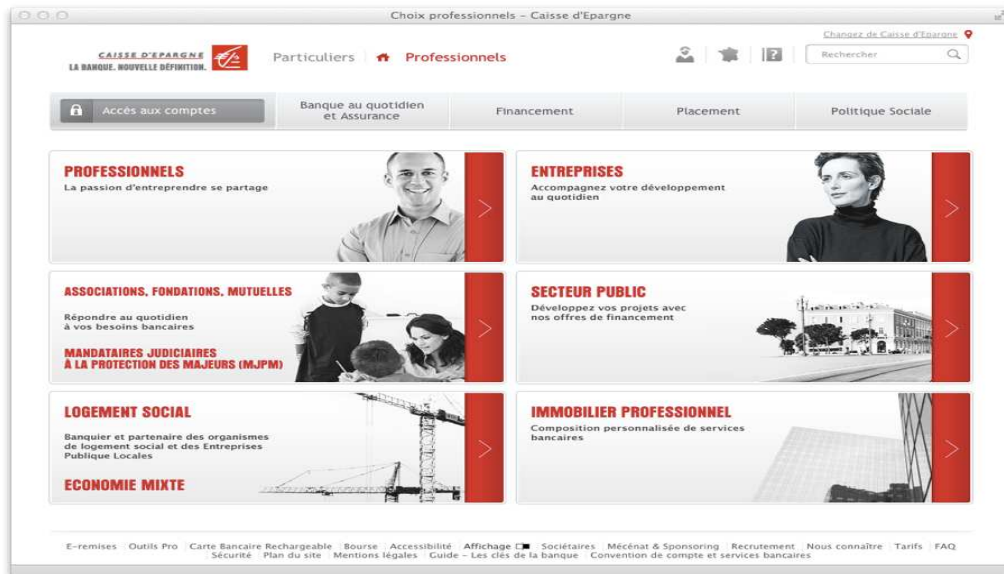 Choix professionnels – Caisse d'Epargne
Changez de Caisse d'Epargne
CAISSE D'EPARGNE
LA BANQUE. NOUVELLE DÉFINITION.
Particuliers
Professionnels
?
Rechercher
Accès aux comptes
Banque au quotidien
et Assurance
Financement
Placement
Politique Sociale
PROFESSIONNELS
La passion d'entreprendre se partage
ENTREPRISES
Accompagnez votre développement
au quotidien
ASSOCIATIONS, FONDATIONS, MUTUELLES
Répondre au quotidien
à vos besoins bancaires
MANDATAIRES JUDICIAIRES
À LA PROTECTION DES MAJEURS (MJPM)
SECTEUR PUBLIC
Développez vos projets avec
nos offres de financement
LOGEMENT SOCIAL
Banquier et partenaire des organismes
de logement social et des Entreprises
Publique Locales
ECONOMIE MIXTE
IMMOBILIER PROFESSIONNEL
Composition personnalisée de services
bancaires
E-remises Outils Pro Carte Bancaire Rechargeable Bourse Accessibilité Affichage Sociétaires Mécénat & Sponsoring Recrutement Nous connaître Tarifs FAQ
Sécurité Plan du site Mentions légales Guide – Les clés de la banque Convention de compte et services bancaires